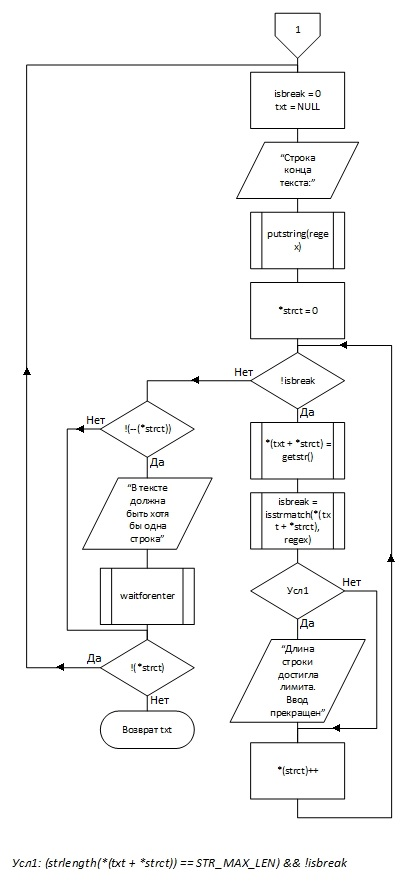 1
isbreak = 0
txt = NULL
“Строка
конца
текста:”
putstring(rege
x)
*strct = 0
!isbreak
Нет
Да
!(--(*strct))
Нет
Да
*(txt + *strct) =
getstr()
“В тексте
должна
быть хотя
бы одна
строка”
isbreak =
isstrmatch(*(tx
t + *strct),
regex)
waitforenter
Усл1
Нет
Да
!(*strct)
Да
Нет
“Длина
строки
достигла
лимита.
Ввод
прекращен”
Возврат txt
*(strct)++
Усл1: (strlength(*(txt + *strct)) == STR_MAX_LEN) && !isbreak